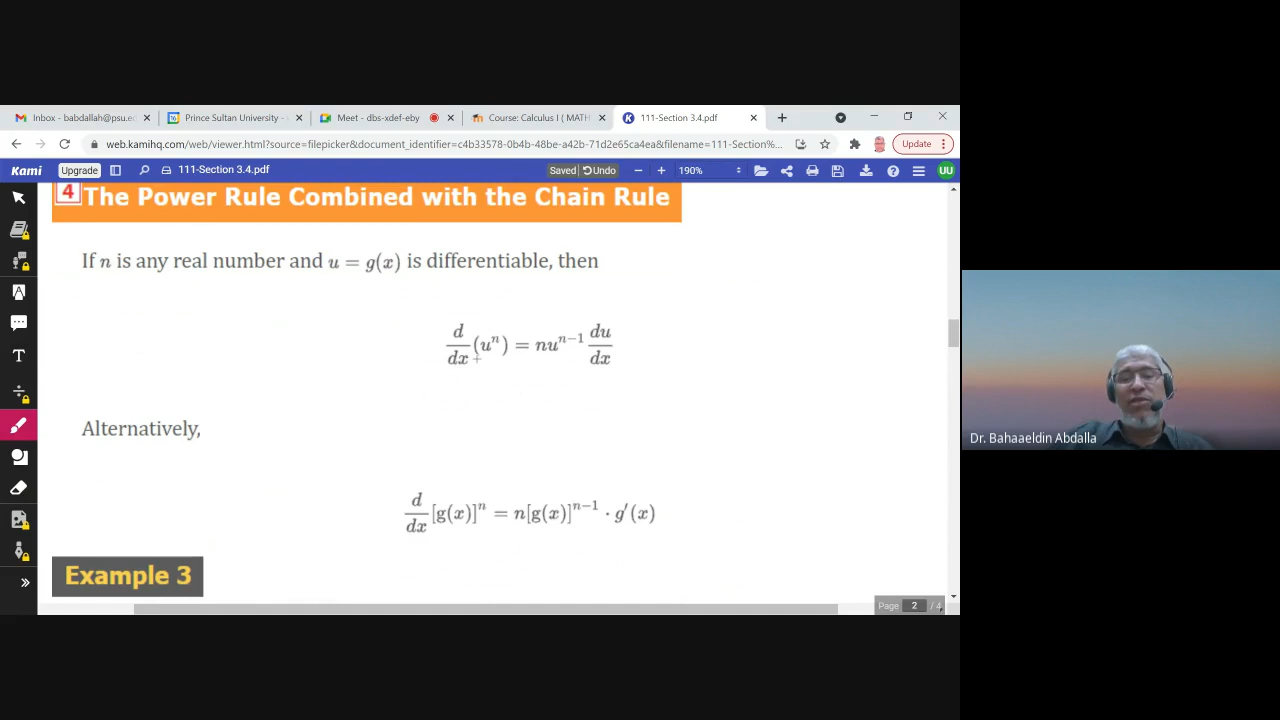 Inbox - babdallah@psu.e
Prince Sultan University -
Meet - dbs-xdef-eby
Course: Calculus I ( MATH
111-Section 3.4.pdf
web.kamihq.com/web/viewer.html?source=filepicker&document_identifier=c4b33578-0b4b-48be-a42b-71d2e65ca4ea&filename=111-Section%...
Update
Kami
Upgrade
111-Section 3.4.pdf
Saved Undo
190%
UU
4 The Power Rule Combined with the Chain Rule
If n is any real number and u = g(x) is differentiable, then
d/dx (uⁿ) = nuⁿ⁻¹ du/dx
Alternatively,
d/dx [g(x)]ⁿ = n[g(x)]ⁿ⁻¹ · g′(x)
Example 3
Page 2 / 4
Dr. Bahaaeldin Abdalla